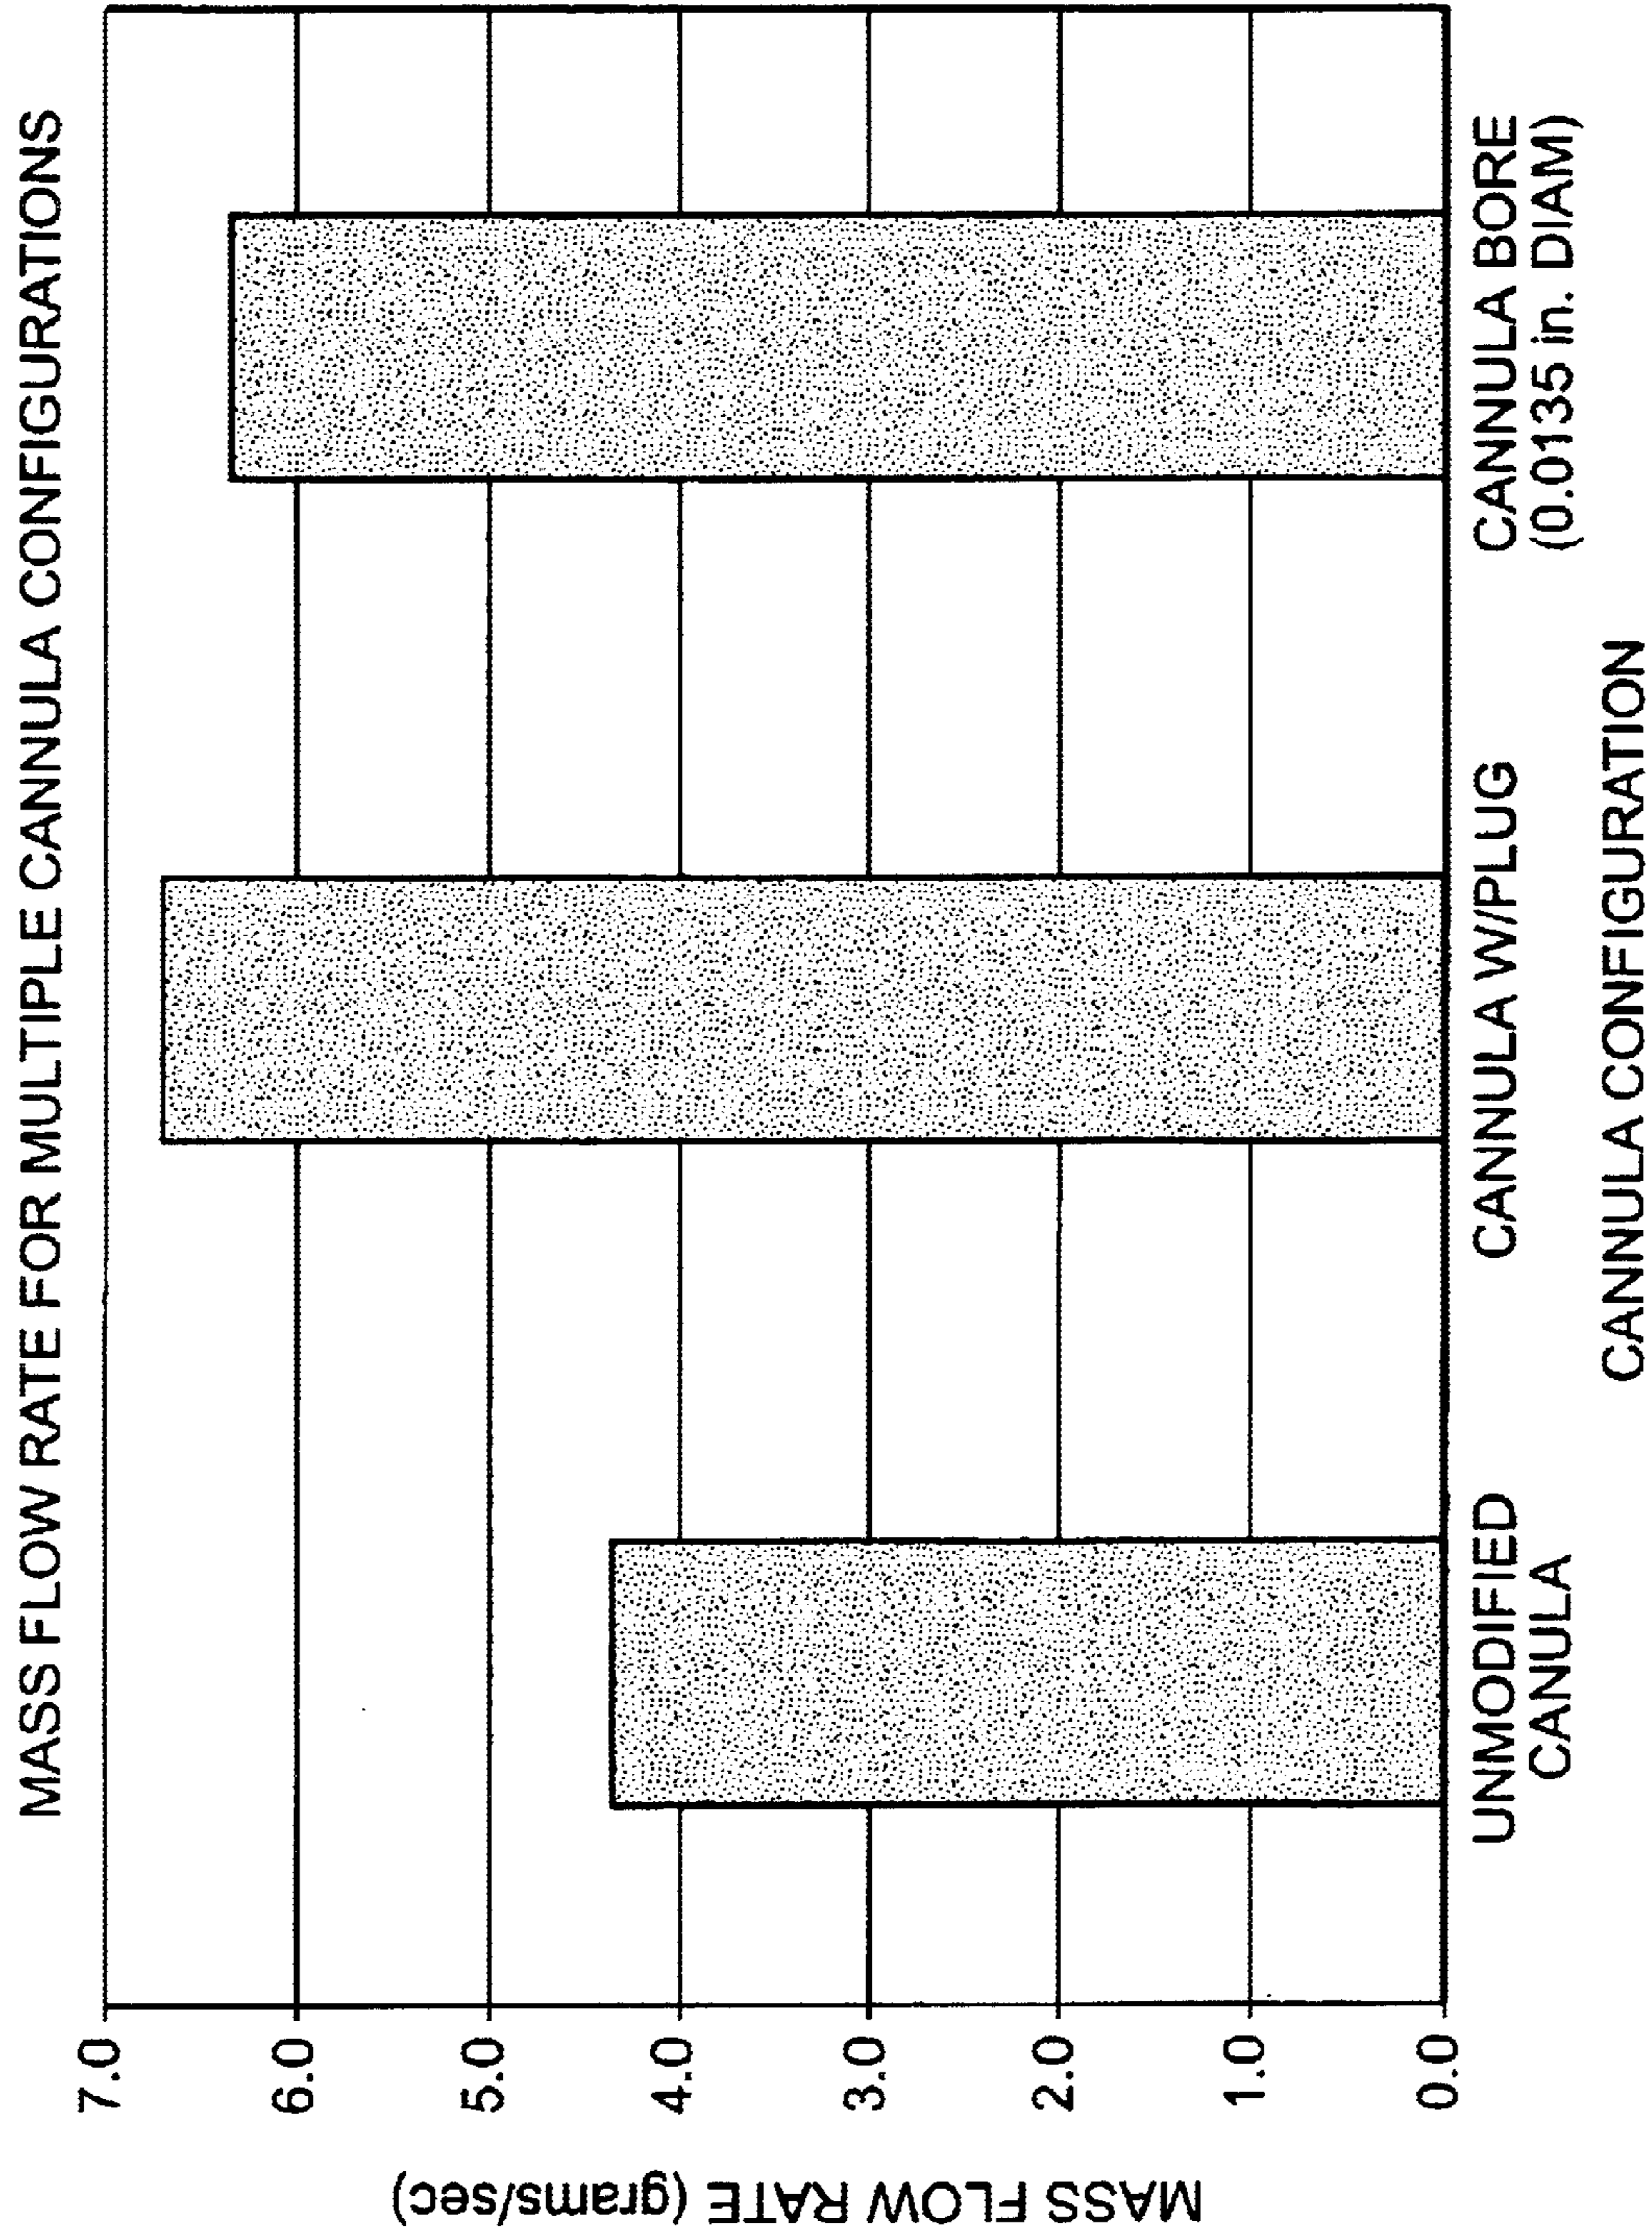 MASS FLOW RATE FOR MULTIPLE CANNULA CONFIGURATIONS
MASS FLOW RATE (grams/sec)
7.0
6.0
5.0
4.0
3.0
2.0
1.0
0.0
UNMODIFIED
CANULA
CANNULA W/PLUG
CANNULA BORE
(0.0135 in. DIAM)
CANNULA CONFIGURATION